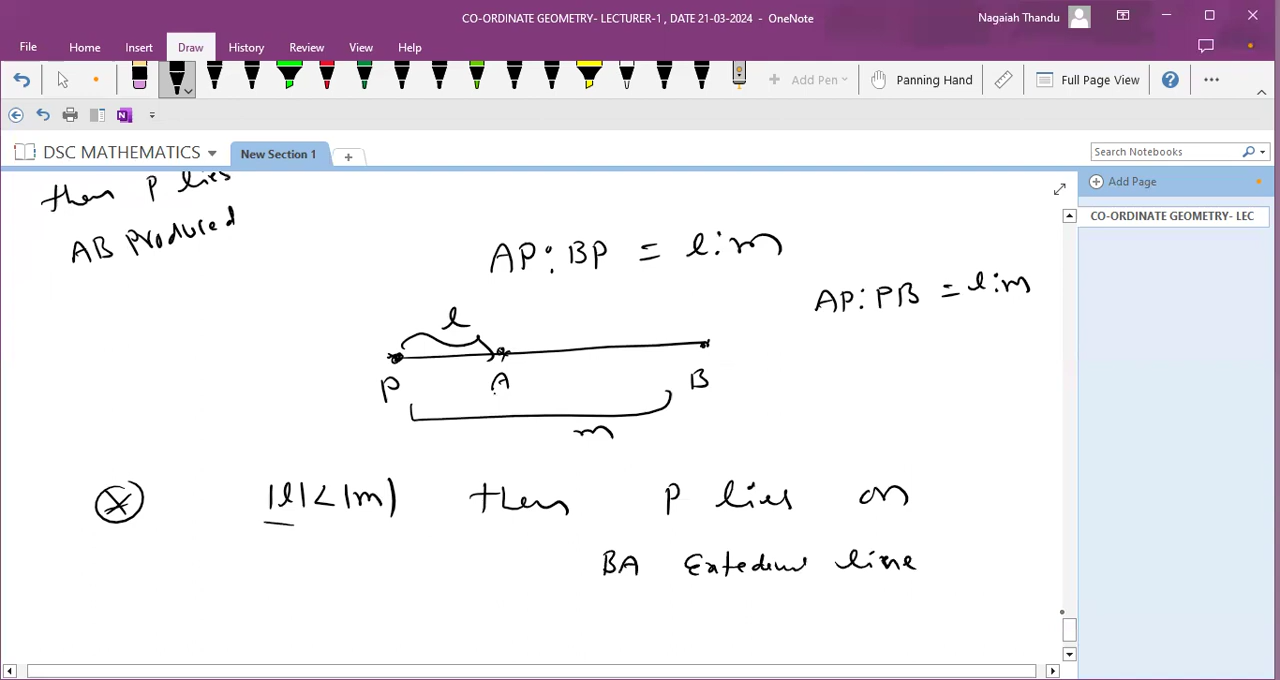 CO-ORDINATE GEOMETRY- LECTURER-1 , DATE 21-03-2024 - OneNote
Nagaiah Thandu
File Home Insert Draw History Review View Help
Add Pen Panning Hand Full Page View
DSC MATHEMATICS New Section 1
Search Notebooks
Add Page
CO-ORDINATE GEOMETRY- LEC
then P lies
AB Produced
AP : BP = l : m
AP : PB = l : m
l
P A B
m
|l| < |m| then P lies on
BA line